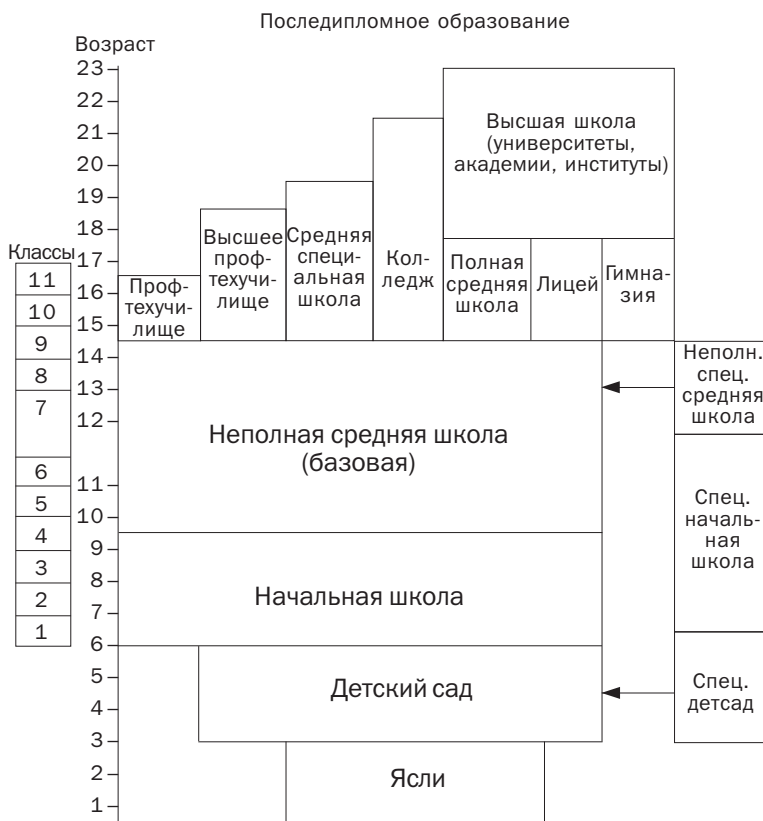 Последипломное образование
Возраст
23
22
21
20
19
18
17
16
15
14
13
12
11
10
9
8
7
6
5
4
3
2
1
Классы
11
10
9
8
7
6
5
4
3
2
1
Проф-
техучи-
лище
Высшее
проф-
техучи-
лище
Средняя
специ-
альная
школа
Кол-
ледж
Высшая школа
(университеты,
академии, институты)
Полная
средняя
школа
Лицей
Гимна-
зия
Неполная средняя школа
(базовая)
Неполн.
спец.
средняя
школа
Начальная школа
Спец.
началь-
ная
школа
Детский сад
Спец.
детсад
Ясли